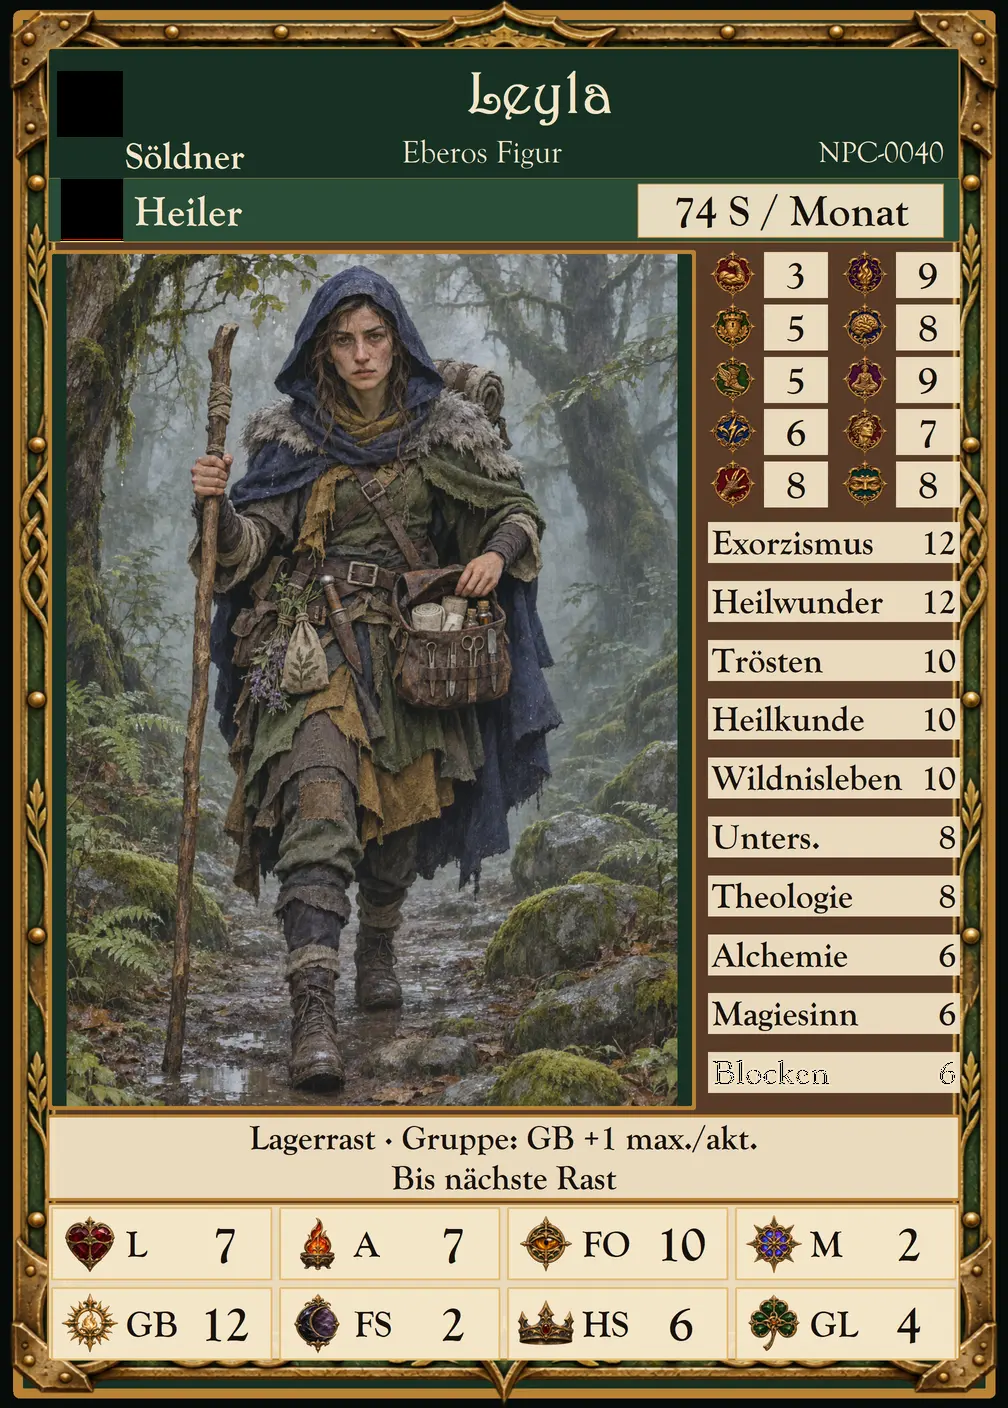 Leyla
Söldner Eberos Figur NPC-0040
Heiler 74 S / Monat
3 9
5 8
5 9
6 7
8 8
Exorzismus 12
Heilwunder 12
Trösten 10
Heilkunde 10
Wildnisleben 10
Unters. 8
Theologie 8
Alchemie 6
Magiesinn 6
Blocken 6
Lagerrast · Gruppe: GB +1 max./akt.
Bis nächste Rast
L 7 A 7 FO 10 M 2
GB 12 FS 2 HS 6 GL 4